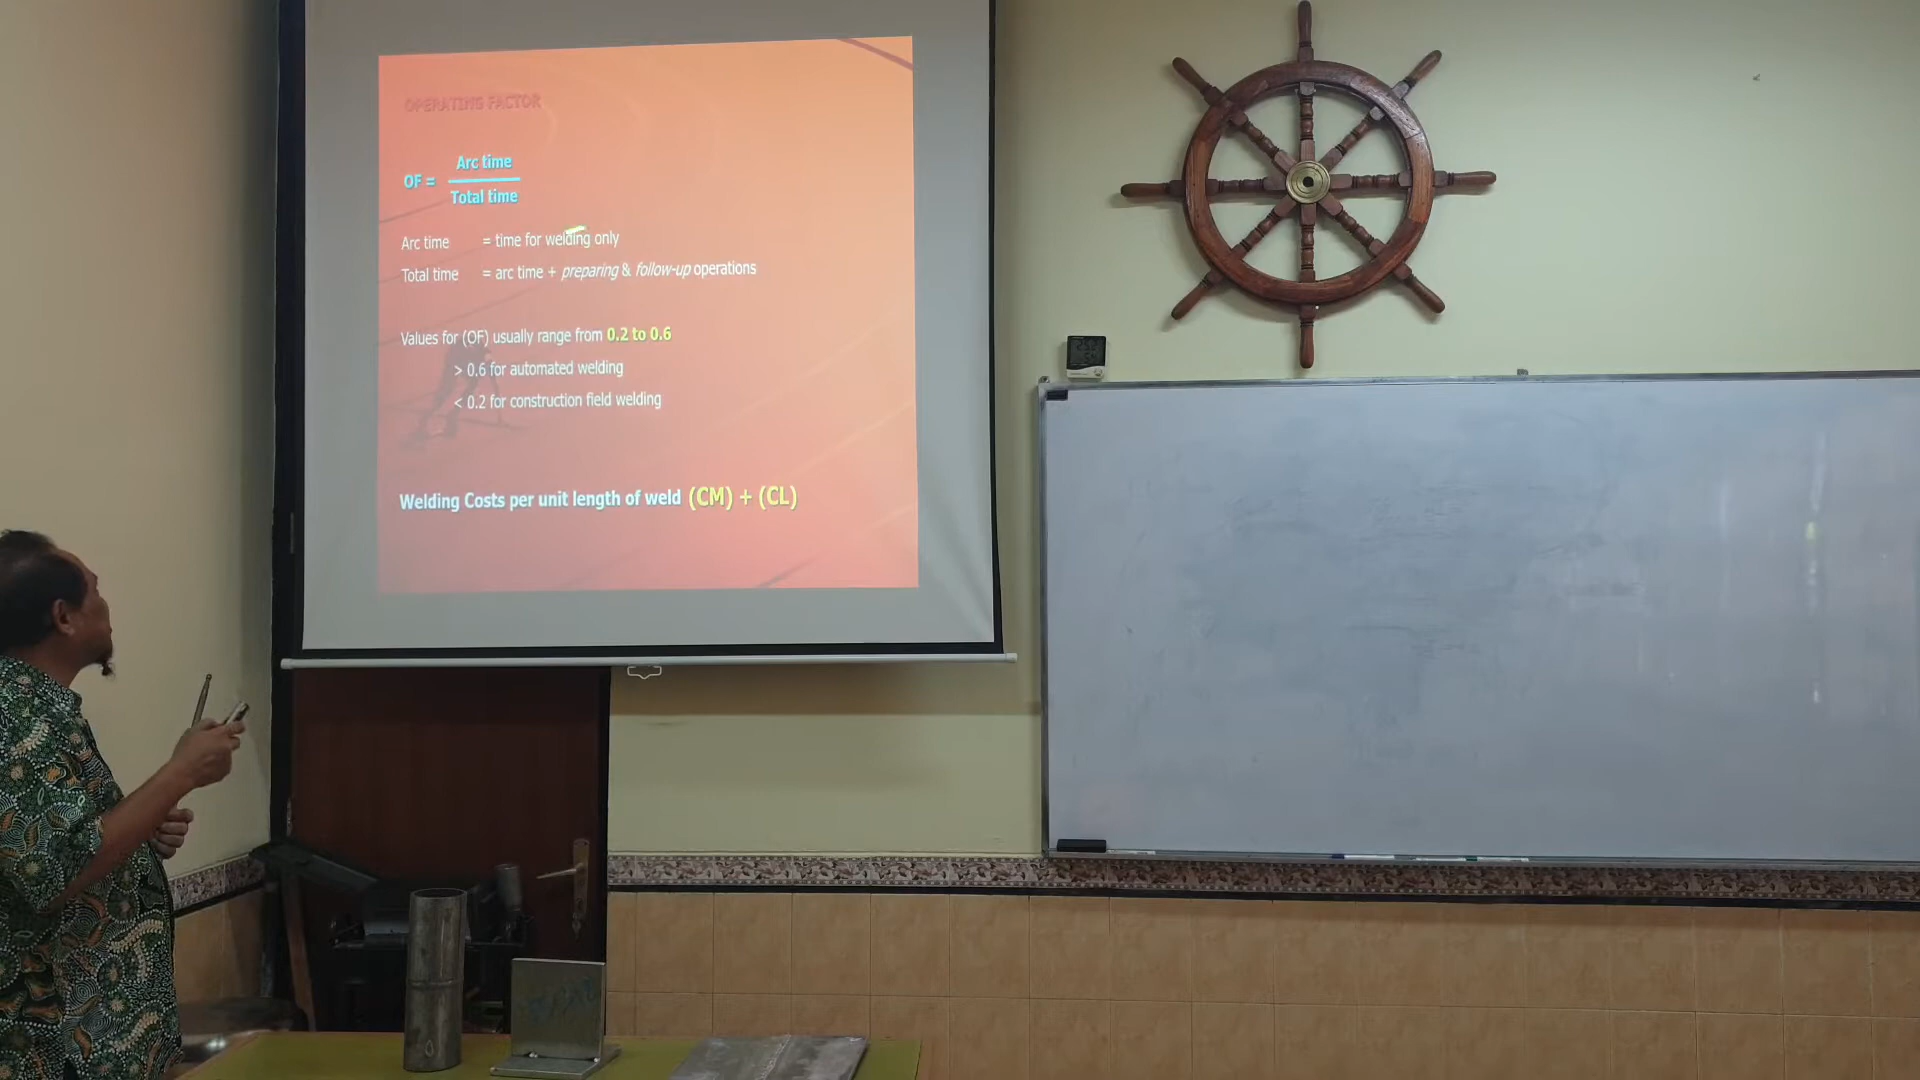 OPERATING FACTOR
OF = Arc time
Total time
Arc time = time for welding only
Total time = arc time + preparing & follow-up operations
Values for (OF) usually range from 0.2 to 0.6
> 0.6 for automated welding
< 0.2 for construction field welding
Welding Costs per unit length of weld (CM) + (CL)